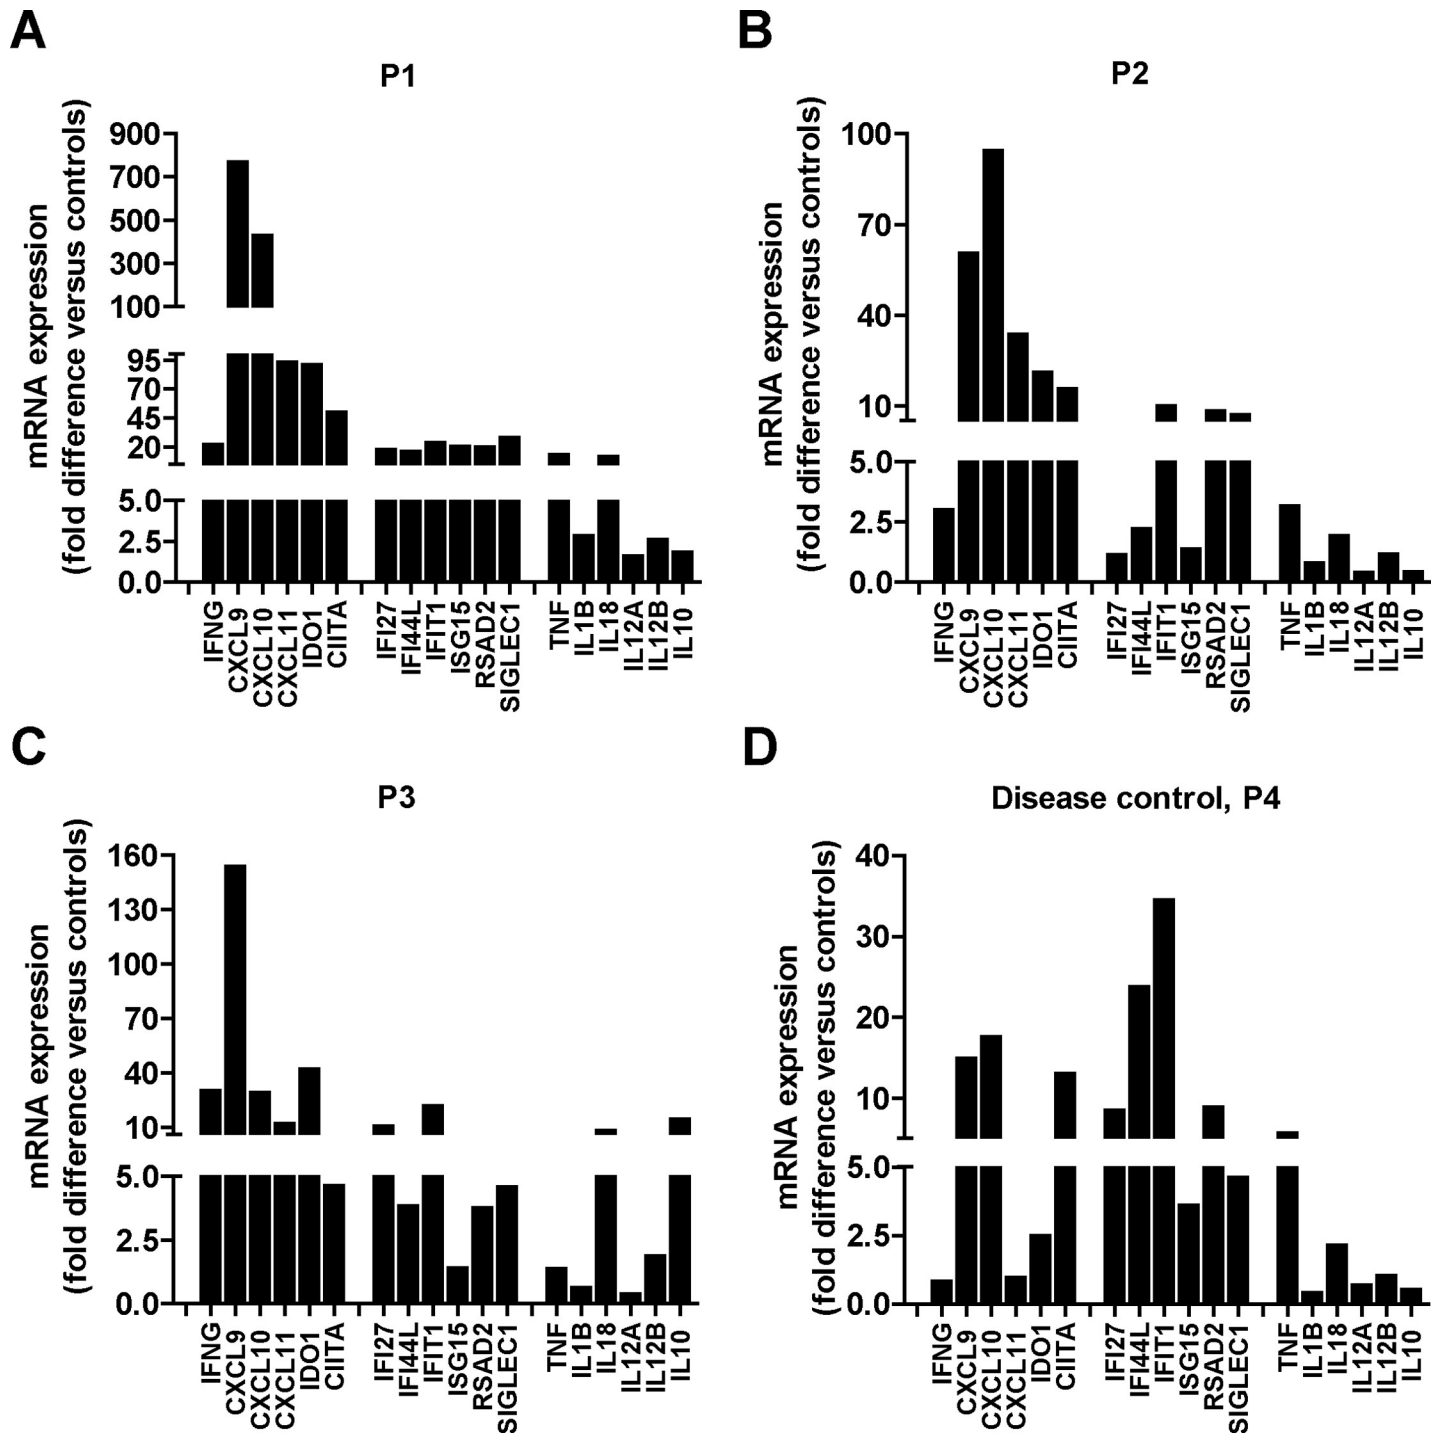 A
P1
mRNA expression
(fold difference versus controls)
900
700
500
300
100
95
70
45
20
5.0
2.5
0.0
IFNG
CXCL9
CXCL10
CXCL11
IDO1
CIITA
IFI27
IFI44L
IFIT1
ISG15
RSAD2
SIGLEC1
TNF
IL1B
IL18
IL12A
IL12B
IL10
B
P2
mRNA expression
(fold difference versus controls)
100
70
40
10
5.0
2.5
0.0
IFNG
CXCL9
CXCL10
CXCL11
IDO1
CIITA
IFI27
IFI44L
IFIT1
ISG15
RSAD2
SIGLEC1
TNF
IL1B
IL18
IL12A
IL12B
IL10
C
P3
mRNA expression
(fold difference versus controls)
160
130
100
70
40
10
5.0
2.5
0.0
IFNG
CXCL9
CXCL10
CXCL11
IDO1
CIITA
IFI27
IFI44L
IFIT1
ISG15
RSAD2
SIGLEC1
TNF
IL1B
IL18
IL12A
IL12B
IL10
D
Disease control, P4
mRNA expression
(fold difference versus controls)
40
30
20
10
5.0
2.5
0.0
IFNG
CXCL9
CXCL10
CXCL11
IDO1
CIITA
IFI27
IFI44L
IFIT1
ISG15
RSAD2
SIGLEC1
TNF
IL1B
IL18
IL12A
IL12B
IL10